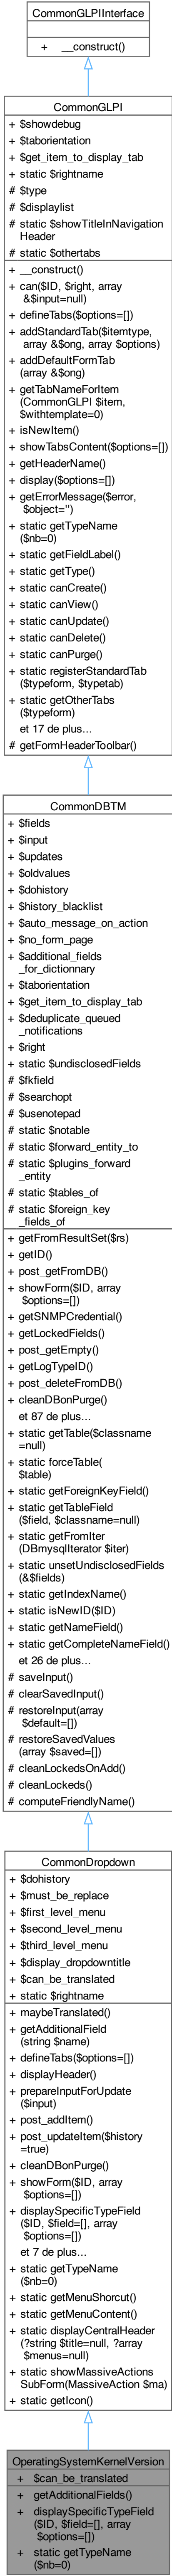 CommonGLPIInterface
+ __construct()
CommonGLPI
+ $showdebug
+ $taborientation
+ $get_item_to_display_tab
+ static $rightname
# $type
# $displaylist
# static $showTitleInNavigation
Header
# static $othertabs
+ __construct()
+ can($ID, $right, array
&$input=null)
+ defineTabs($options=[])
+ addStandardTab($itemtype,
array &$ong, array $options)
+ addDefaultFormTab
(array &$ong)
+ getTabNameForItem
(CommonGLPI $item,
$withtemplate=0)
+ isNewItem()
+ showTabsContent($options=[])
+ getHeaderName()
+ display($options=[])
+ getErrorMessage($error,
$object='')
+ static getTypeName
($nb=0)
+ static getFieldLabel()
+ static getType()
+ static canCreate()
+ static canView()
+ static canUpdate()
+ static canDelete()
+ static canPurge()
+ static registerStandardTab
($typeform, $typetab)
+ static getOtherTabs
($typeform)
et 17 de plus...
# getFormHeaderToolbar()
CommonDBTM
+ $fields
+ $input
+ $updates
+ $oldvalues
+ $dohistory
+ $history_blacklist
+ $auto_message_on_action
+ $no_form_page
+ $additional_fields
_for_dictionnary
+ $taborientation
+ $get_item_to_display_tab
+ $deduplicate_queued
_notifications
+ $right
+ static $undisclosedFields
# $fkfield
# $searchopt
# $usenotepad
# static $notable
# static $forward_entity_to
# static $plugins_forward
_entity
# static $tables_of
# static $foreign_key
_fields_of
+ getFromResultSet($rs)
+ getID()
+ post_getFromDB()
+ showForm($ID, array
$options=[])
+ getSNMPCredential()
+ getLockedFields()
+ post_getEmpty()
+ getLogTypeID()
+ post_deleteFromDB()
+ cleanDBonPurge()
et 87 de plus...
+ static getTable($classname
=null)
+ static forceTable(
$table)
+ static getForeignKeyField()
+ static getTableField
($field, $classname=null)
+ static getFromIter
(DBmysqlIterator $iter)
+ static unsetUndisclosedFields
(&$fields)
+ static getIndexName()
+ static isNewID($ID)
+ static getNameField()
+ static getCompleteNameField()
et 26 de plus...
# saveInput()
# clearSavedInput()
# restoreInput(array
$default=[])
# restoreSavedValues
(array $saved=[])
# cleanLockedsOnAdd()
# cleanLockeds()
# computeFriendlyName()
CommonDropdown
+ $dohistory
+ $must_be_replace
+ $first_level_menu
+ $second_level_menu
+ $third_level_menu
+ $display_dropdowntitle
+ $can_be_translated
+ static $rightname
+ maybeTranslated()
+ getAdditionalField
(string $name)
+ defineTabs($options=[])
+ displayHeader()
+ prepareInputForUpdate
($input)
+ post_addItem()
+ post_updateItem($history
=true)
+ cleanDBonPurge()
+ showForm($ID, array
$options=[])
+ displaySpecificTypeField
($ID, $field=[], array
$options=[])
et 7 de plus...
+ static getTypeName
($nb=0)
+ static getMenuShorcut()
+ static getMenuContent()
+ static displayCentralHeader
(?string $title=null, ?array
$menus=null)
+ static showMassiveActions
SubForm(MassiveAction $ma)
+ static getIcon()
OperatingSystemKernelVersion
+ $can_be_translated
+ getAdditionalFields()
+ displaySpecificTypeField
($ID, $field=[], array
$options=[])
+ static getTypeName
($nb=0)